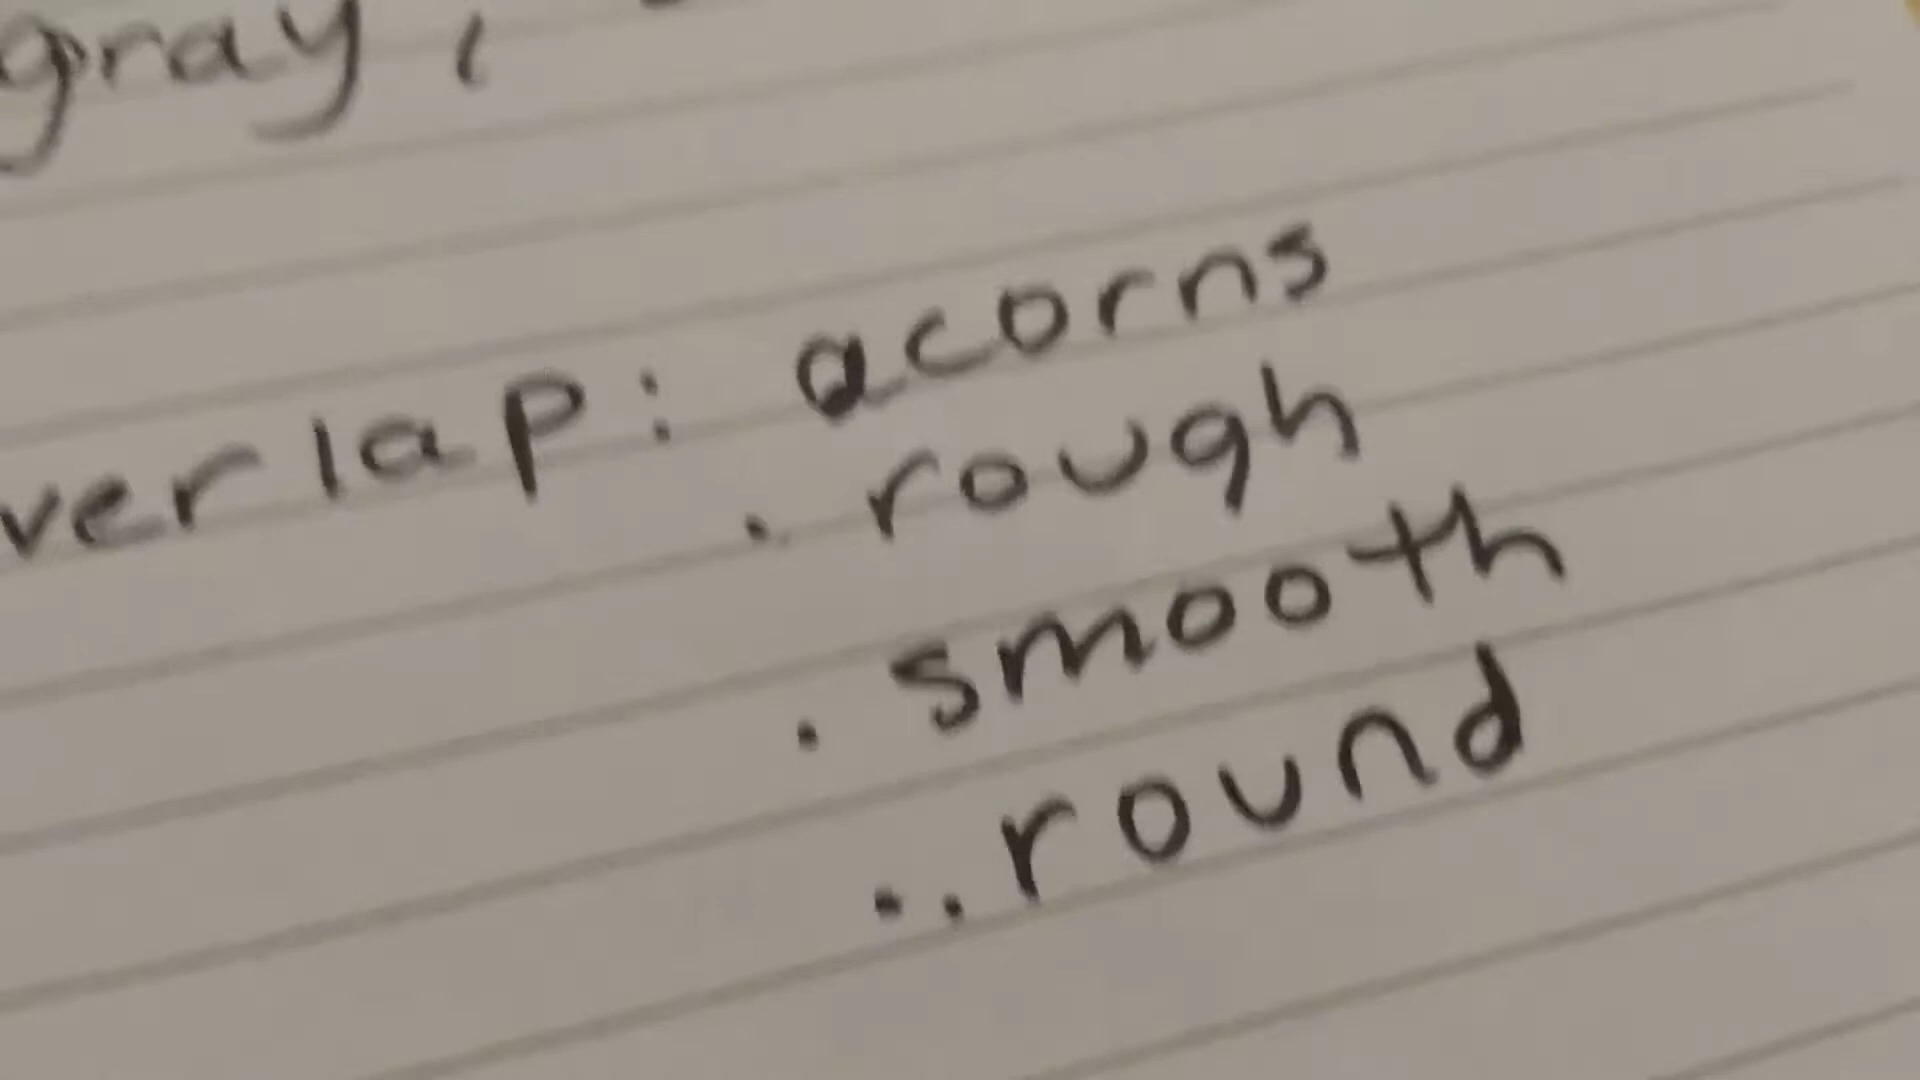 gray,
verlap: acorns
. rough
. smooth
.. round